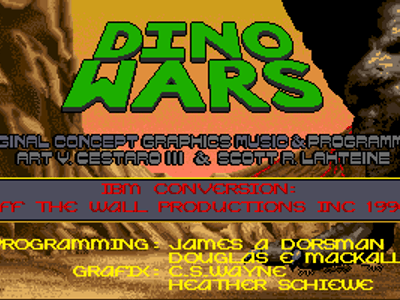 DINO
WARS
GINAL CONCEPT GRAPHICS MUSIC & PROGRAMM
ART V. CESTARO III & SCOTT R. LAHTEINE
IBM CONVERSION:
FF THE WALL PRODUCTIONS INC 199
PROGRAMMING: JAMES A DORSMAN
DOUGLAS E MACKALL
GRAFIX: C.S.WAYNE
HEATHER SCHIEWE